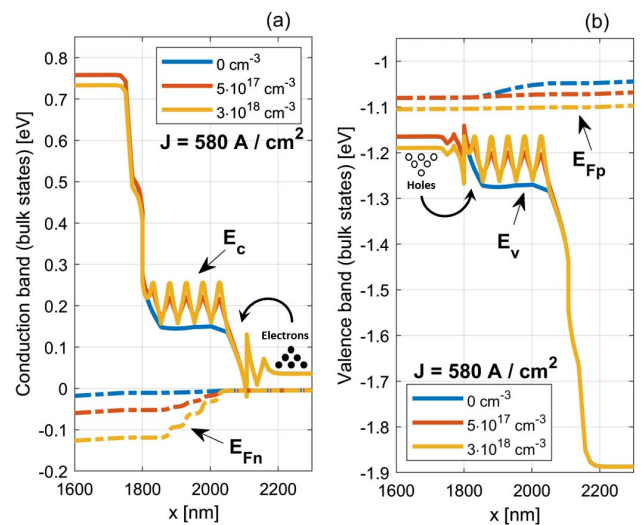 (a)
Conduction band (bulk states) [eV]
0.8
0.7
0.6
0.5
0.4
0.3
0.2
0.1
0
-0.1
-0.2
0 cm⁻³
5·10¹⁷ cm⁻³
3·10¹⁸ cm⁻³
J = 580 A / cm²
E_c
Electrons
E_Fn
1600 1800 2000 2200
x [nm]
(b)
Valence band (bulk states) [eV]
-1
-1.1
-1.2
-1.3
-1.4
-1.5
-1.6
-1.7
-1.8
-1.9
E_Fp
Holes
E_v
J = 580 A / cm²
0 cm⁻³
5·10¹⁷ cm⁻³
3·10¹⁸ cm⁻³
1600 1800 2000 2200
x [nm]